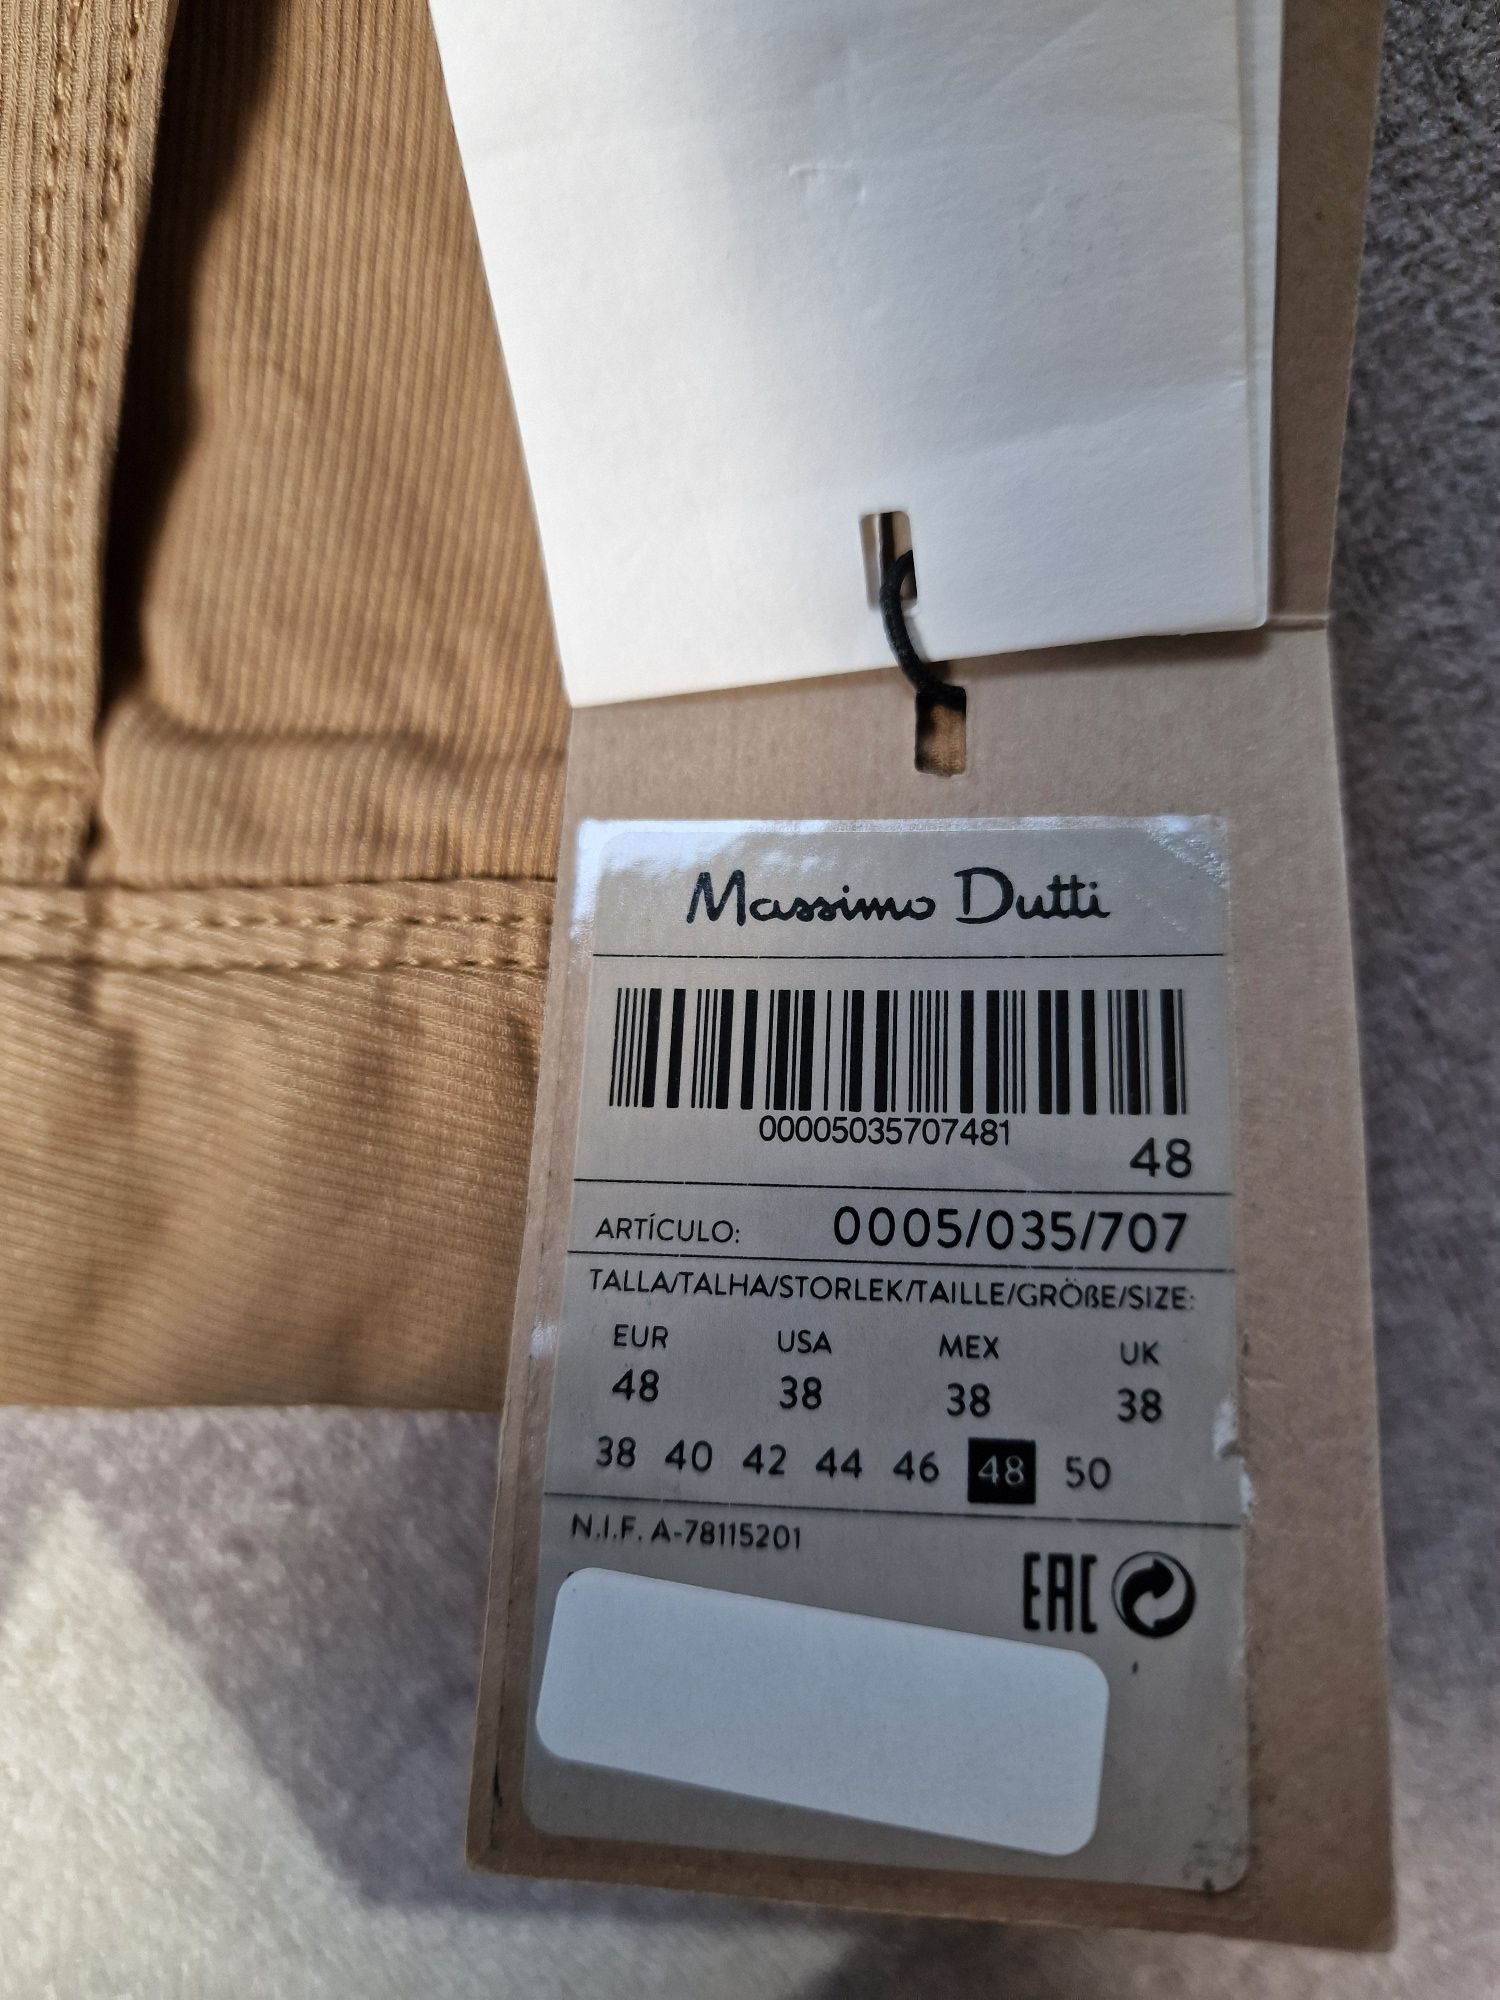 Massimo Dutti
00005035707481
48
ARTÍCULO: 0005/035/707
TALLA/TALHA/STORLEK/TAILLE/GRÖßE/SIZE:
EUR USA MEX UK
48 38 38 38
38 40 42 44 46 48 50
N.I.F. A-78115201
EAC